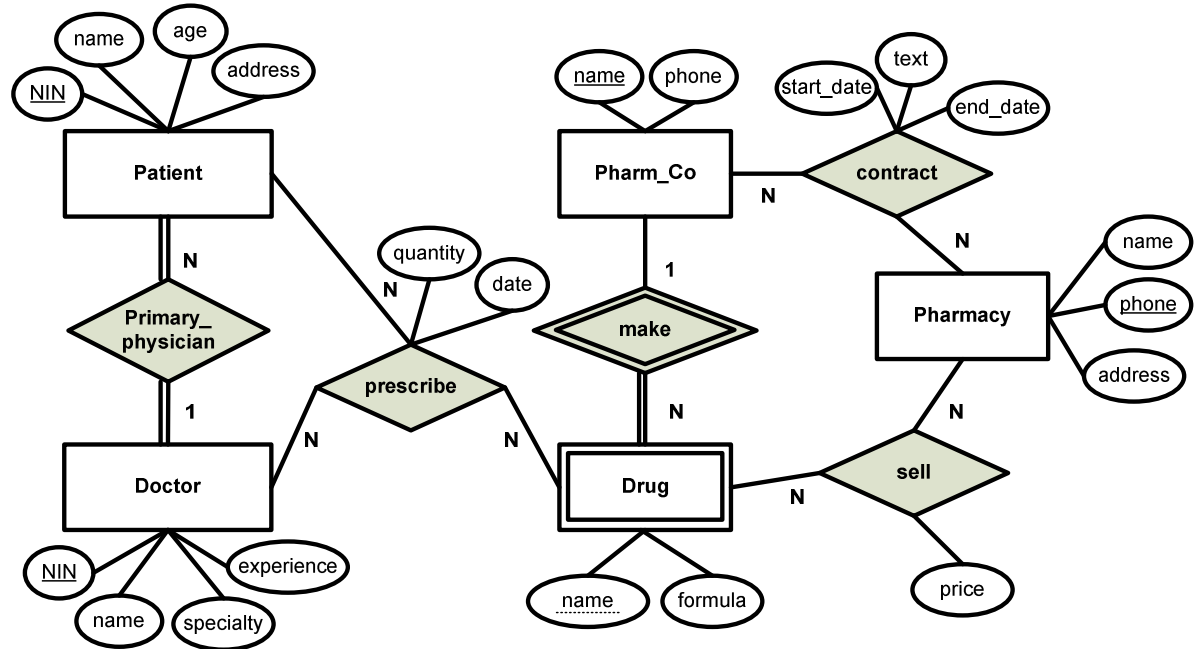 name
age
address
NIN
Patient
N
Primary_
physician
1
Doctor
NIN
name
specialty
experience
quantity
date
N
prescribe
N
N
name
phone
Pharm_Co
1
make
N
Drug
name
formula
start_date
text
end_date
N
contract
N
Pharmacy
name
phone
address
N
sell
N
price